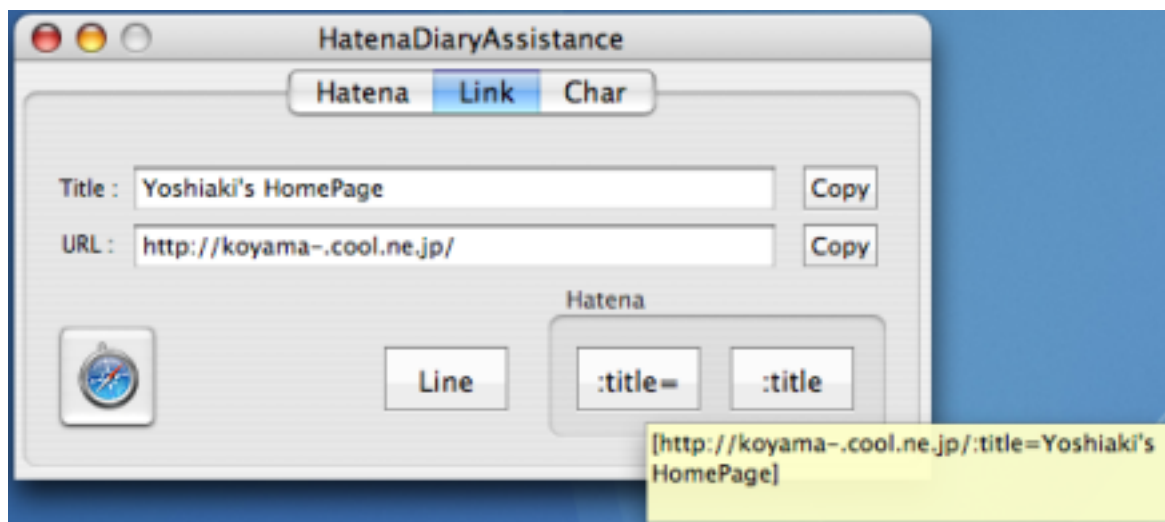 HatenaDiaryAssistance
Hatena Link Char
Title : Yoshiaki's HomePage Copy
URL : http://koyama-.cool.ne.jp/ Copy
Hatena
Line :title= :title
[http://koyama-.cool.ne.jp/:title=Yoshiaki's
HomePage]